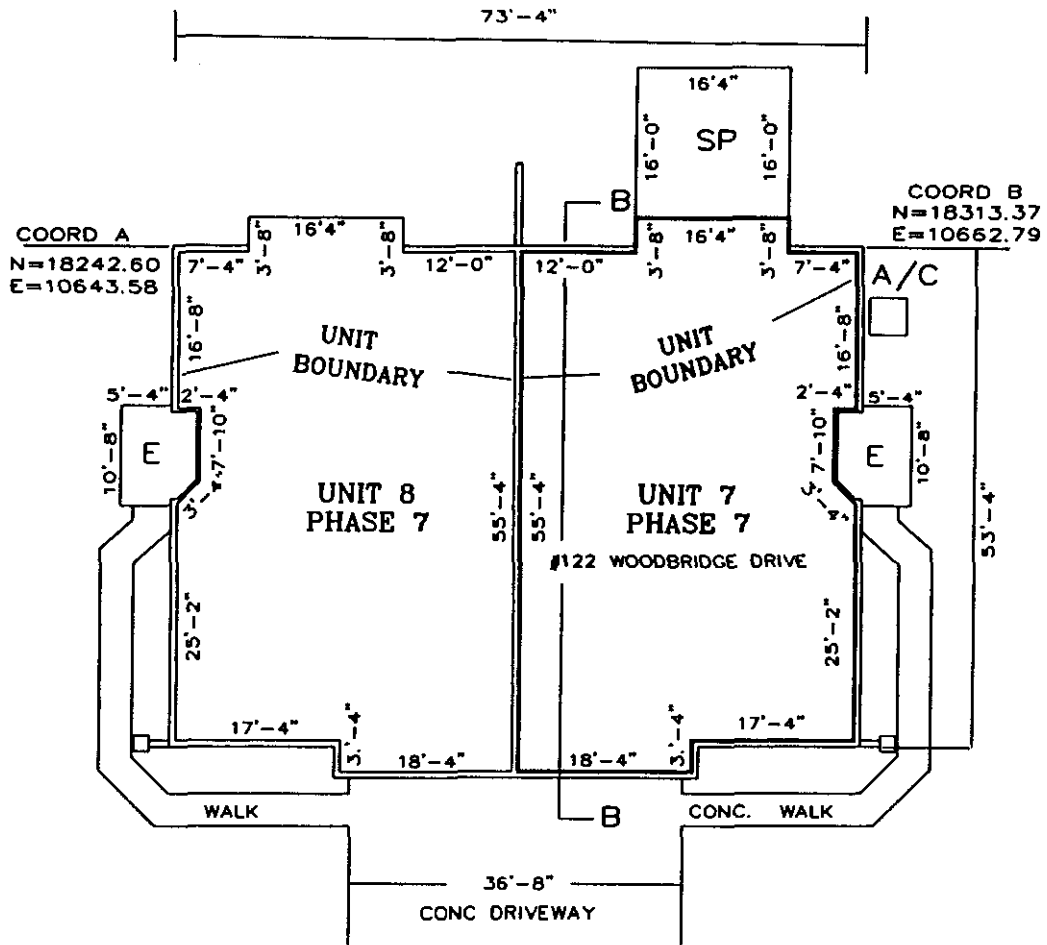 73'-4"
16'4"
16'-0"
SP
16'-0"
B
COORD B
N=18313.37
E=10662.79
COORD A
N=18242.60
E=10643.58
16'4"
3'-8"
3'-8"
7'-4"
12'-0"
12'-0"
16'4"
3'-8"
3'-8"
7'-4"
A/C
16'-8"
UNIT
BOUNDARY
UNIT
BOUNDARY
16'-8"
5'-4"
2'-4"
2'-4"
5'-4"
10'-8"
E
7'-10"
7'-10"
E
10'-8"
UNIT 8
PHASE 7
55'-4"
55'-4"
UNIT 7
PHASE 7
#122 WOODBRIDGE DRIVE
53'-4"
25'-2"
25'-2"
17'-4"
3'-4"
3'-4"
17'-4"
18'-4"
18'-4"
WALK
B
CONC. WALK
36'-8"
CONC DRIVEWAY